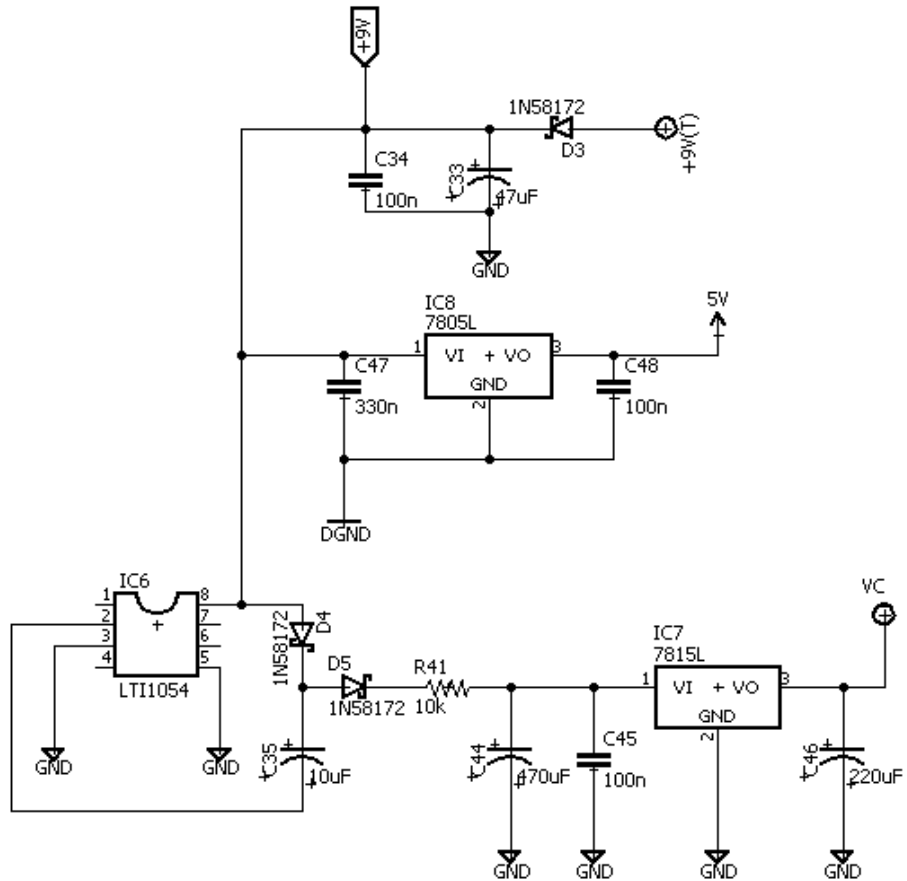 +9V
1N58172
D3
+9V(T)
C34
100n
C33
47uF
GND
IC8
7805L
5V
1
VI + VO
3
GND
2
C47
330n
C48
100n
DGND
IC6
1
8
2
7
3
6
4
5
LTI1054
GND
GND
1N58172
D4
D5
1N58172
R41
10k
C35
10uF
C44
470uF
C45
100n
IC7
7815L
1
VI + VO
3
GND
2
VC
C46
220uF
GND
GND
GND
GND